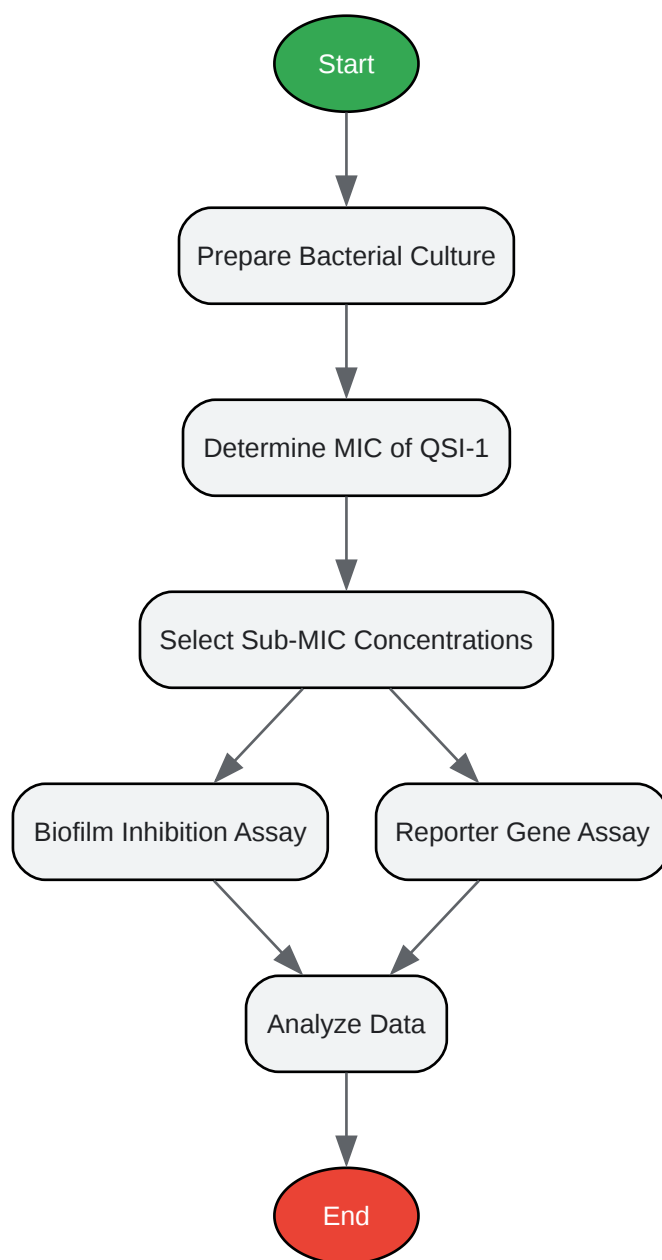 Start
Prepare Bacterial Culture
Determine MIC of QSI-1
Select Sub-MIC Concentrations
Biofilm Inhibition Assay
Reporter Gene Assay
Analyze Data
End